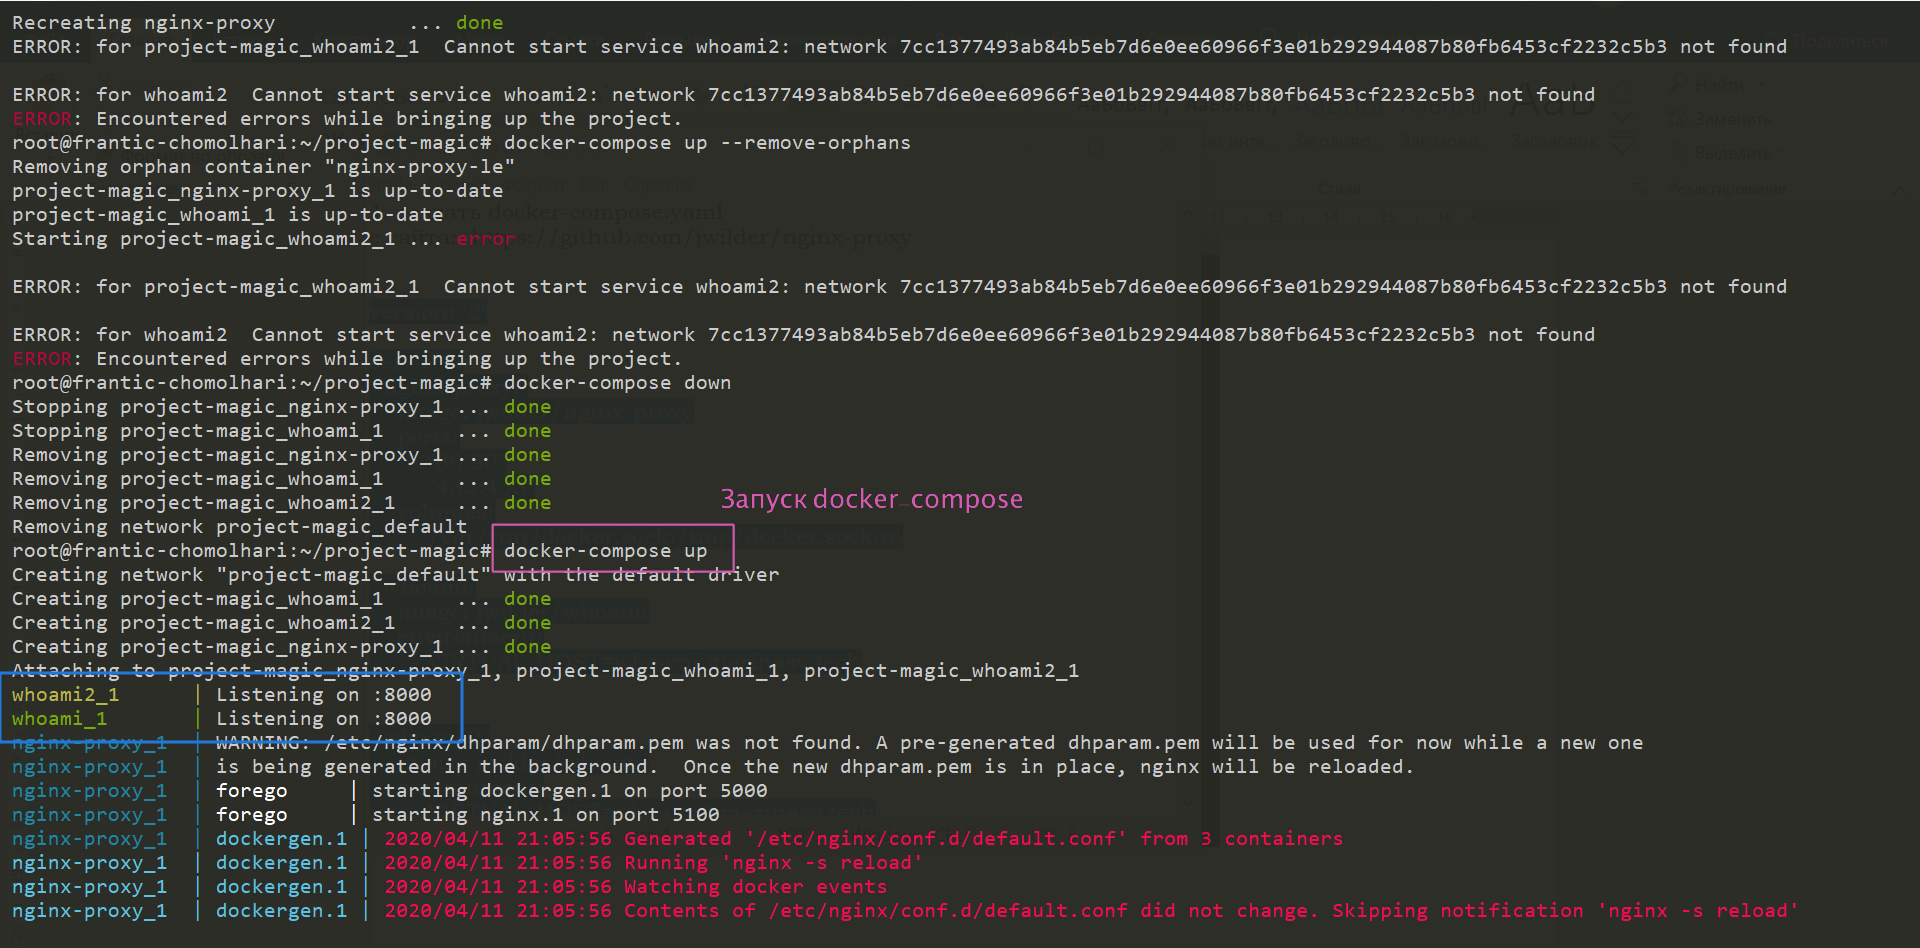 Recreating nginx-proxy ... done
ERROR: for project-magic_whoami2_1 Cannot start service whoami2: network 7cc1377493ab84b5eb7d6e0ee60966f3e01b292944087b80fb6453cf2232c5b3 not found
ERROR: for whoami2 Cannot start service whoami2: network 7cc1377493ab84b5eb7d6e0ee60966f3e01b292944087b80fb6453cf2232c5b3 not found
ERROR: Encountered errors while bringing up the project.
root@frantic-chomolhari:~/project-magic# docker-compose up --remove-orphans
Removing orphan container "nginx-proxy-le"
project-magic_nginx-proxy_1 is up-to-date
project-magic_whoami_1 is up-to-date
Starting project-magic_whoami2_1 ... error
ERROR: for project-magic_whoami2_1 Cannot start service whoami2: network 7cc1377493ab84b5eb7d6e0ee60966f3e01b292944087b80fb6453cf2232c5b3 not found
ERROR: for whoami2 Cannot start service whoami2: network 7cc1377493ab84b5eb7d6e0ee60966f3e01b292944087b80fb6453cf2232c5b3 not found
ERROR: Encountered errors while bringing up the project.
root@frantic-chomolhari:~/project-magic# docker-compose down
Stopping project-magic_nginx-proxy_1 ... done
Stopping project-magic_whoami_1 ... done
Removing project-magic_nginx-proxy_1 ... done
Removing project-magic_whoami_1 ... done
Removing project-magic_whoami2_1 ... done
Запуск docker_compose
Removing network project-magic_default
root@frantic-chomolhari:~/project-magic# docker-compose up
Creating network "project-magic_default" with the default driver
Creating project-magic_whoami_1 ... done
Creating project-magic_whoami2_1 ... done
Creating project-magic_nginx-proxy_1 ... done
Attaching to project-magic_nginx-proxy_1, project-magic_whoami_1, project-magic_whoami2_1
whoami2_1 | Listening on :8000
whoami_1 | Listening on :8000
nginx-proxy_1 | WARNING: /etc/nginx/dhparam/dhparam.pem was not found. A pre-generated dhparam.pem will be used for now while a new one
nginx-proxy_1 | is being generated in the background. Once the new dhparam.pem is in place, nginx will be reloaded.
nginx-proxy_1 | forego | starting dockergen.1 on port 5000
nginx-proxy_1 | forego | starting nginx.1 on port 5100
nginx-proxy_1 | dockergen.1 | 2020/04/11 21:05:56 Generated '/etc/nginx/conf.d/default.conf' from 3 containers
nginx-proxy_1 | dockergen.1 | 2020/04/11 21:05:56 Running 'nginx -s reload'
nginx-proxy_1 | dockergen.1 | 2020/04/11 21:05:56 Watching docker events
nginx-proxy_1 | dockergen.1 | 2020/04/11 21:05:56 Contents of /etc/nginx/conf.d/default.conf did not change. Skipping notification 'nginx -s reload'